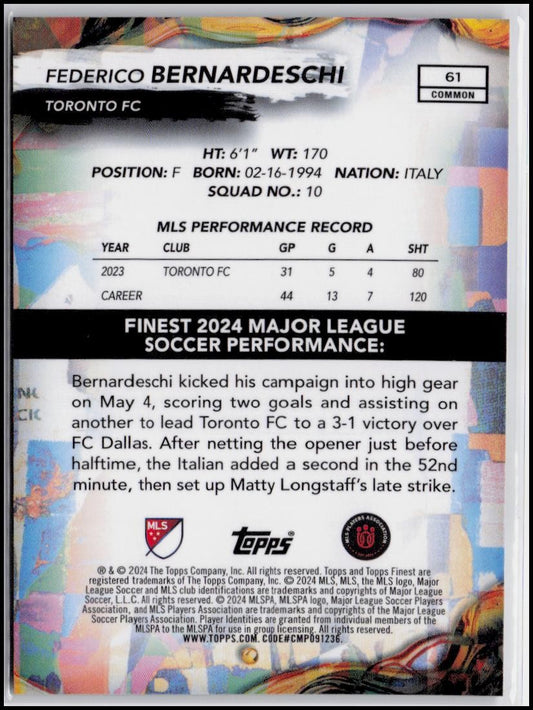 FEDERICO BERNARDESCHI
TORONTO FC
61
COMMON
HT: 6'1" WT: 170
POSITION: F BORN: 02-16-1994 NATION: ITALY
SQUAD NO.: 10
MLS PERFORMANCE RECORD
YEAR CLUB GP G A SHT
2023 TORONTO FC 31 5 4 80
CAREER 44 13 7 120
FINEST 2024 MAJOR LEAGUE
SOCCER PERFORMANCE:
Bernardeschi kicked his campaign into high gear
on May 4, scoring two goals and assisting on
another to lead Toronto FC to a 3-1 victory over
FC Dallas. After netting the opener just before
halftime, the Italian added a second in the 52nd
minute, then set up Matty Longstaff's late strike.
MLS
Topps
MLS PLAYERS ASSOCIATION
® & © 2024 The Topps Company, Inc. All rights reserved. Topps and Topps Finest are
registered trademarks of The Topps Company, Inc. © 2024 MLS, MLS, the MLS logo, Major
League Soccer and MLS club identifications are trademarks and copyrights of Major League
Soccer, L.L.C. All rights reserved. © 2024 MLSPA, MLSPA logo, Major League Soccer Players
Association, and MLS Players Association are trademarks and copyrights of the Major League
Soccer Players Association. Player Identities are granted from individual members of the
MLSPA to the MLSPA for use in group licensing. All rights reserved.
WWW.TOPPS.COM. CODE#CMP091236.